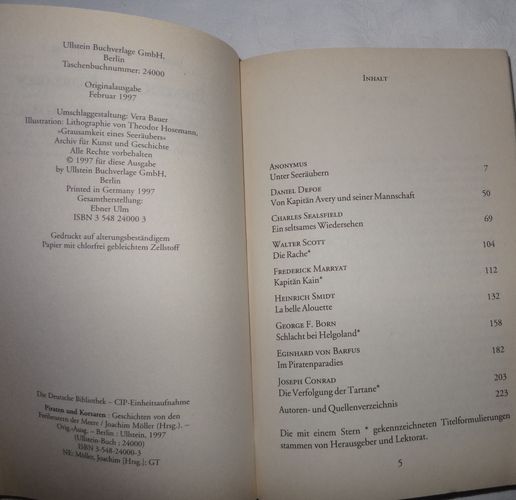 Ullstein Buchverlage GmbH,
Berlin
Taschenbuchnummer: 24000
Originalausgabe
Februar 1997
Umschlaggestaltung: Vera Bauer
Illustration: Lithographie von Theodor Hosemann,
»Grausamkeit eines Seeräubers«
Archiv für Kunst und Geschichte
Alle Rechte vorbehalten
© 1997 für diese Ausgabe
by Ullstein Buchverlage GmbH,
Berlin
Printed in Germany 1997
Gesamtherstellung:
Ebner Ulm
ISBN 3 548 24000 3
Gedruckt auf alterungsbeständigem
Papier mit chlorfrei gebleichtem Zellstoff
Die Deutsche Bibliothek – CIP-Einheitsaufnahme
Piraten und Korsaren : Geschichten von den
Freibeutern der Meere / Joachim Möller (Hrsg.). –
Orig.-Ausg. – Berlin : Ullstein, 1997
(Ullstein-Buch ; 24000)
ISBN 3-548-24000-3
NE: Möller, Joachim [Hrsg.]; GT
INHALT
ANONYMUS
Unter Seeräubern 7
DANIEL DEFOE
Von Kapitän Avery und seiner Mannschaft 50
CHARLES SEALSFIELD
Ein seltsames Wiedersehen 69
WALTER SCOTT
Die Rache* 104
FREDERICK MARRYAT
Kapitän Kain* 112
HEINRICH SMIDT
La belle Alouette 132
GEORGE F. BORN
Schlacht bei Helgoland* 158
EGINHARD VON BARFUS
Im Piratenparadies 182
JOSEPH CONRAD
Die Verfolgung der Tartane* 203
Autoren- und Quellenverzeichnis 223
Die mit einem Stern * gekennzeichneten Titelformulierungen
stammen von Herausgeber und Lektorat.
5